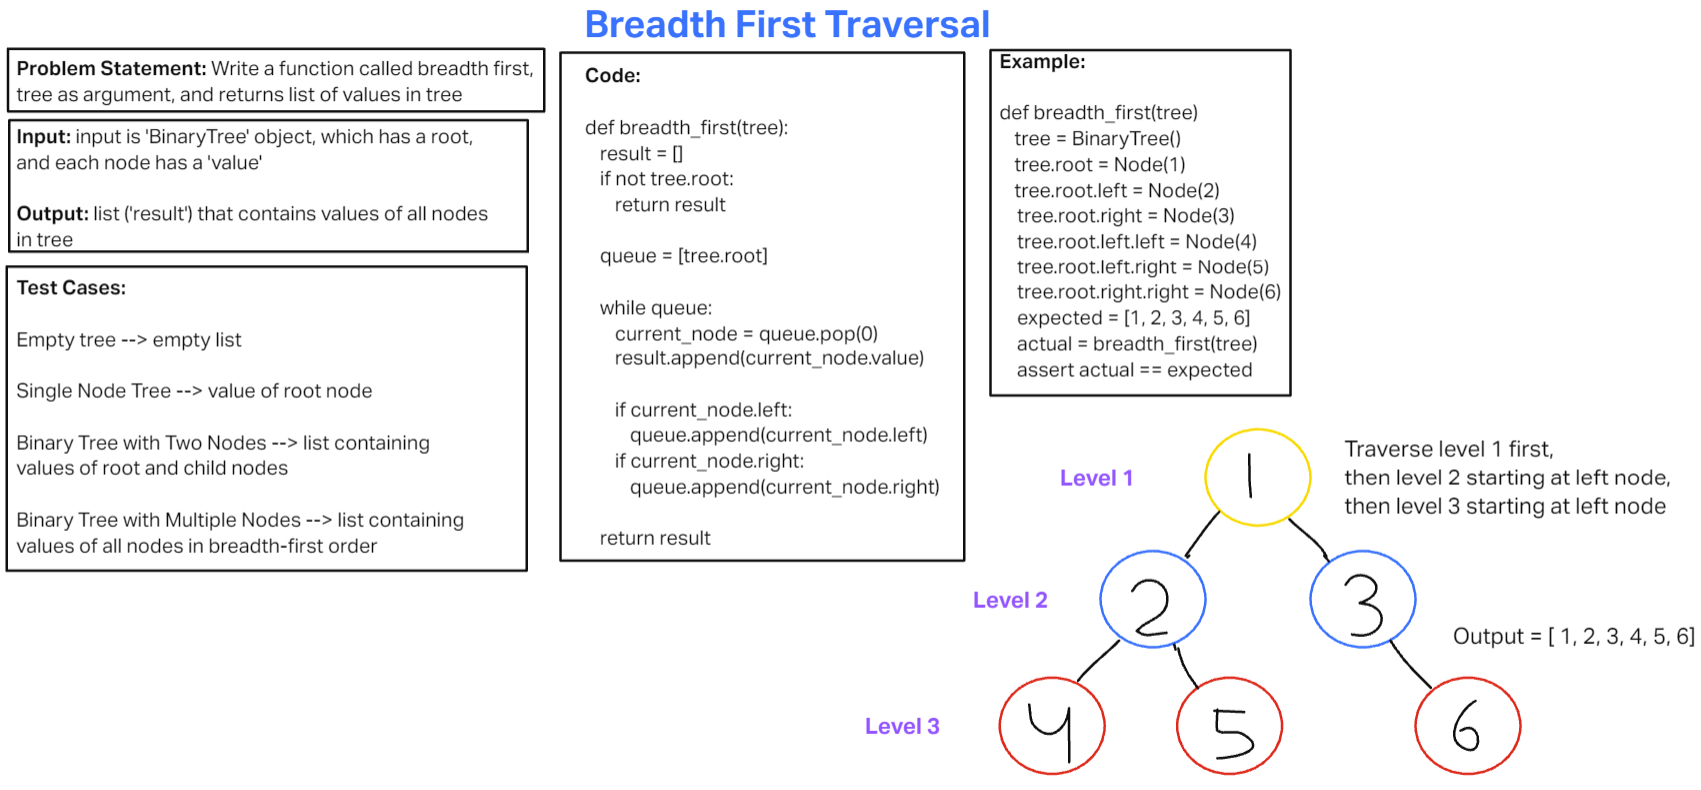 Breadth First Traversal
Problem Statement: Write a function called breadth first,
tree as argument, and returns list of values in tree
Input: input is 'BinaryTree' object, which has a root,
and each node has a 'value'
Output: list ('result') that contains values of all nodes
in tree
Test Cases:
Empty tree --> empty list
Single Node Tree --> value of root node
Binary Tree with Two Nodes --> list containing
values of root and child nodes
Binary Tree with Multiple Nodes --> list containing
values of all nodes in breadth-first order
Code:
def breadth_first(tree):
result = []
if not tree.root:
return result
queue = [tree.root]
while queue:
current_node = queue.pop(0)
result.append(current_node.value)
if current_node.left:
queue.append(current_node.left)
if current_node.right:
queue.append(current_node.right)
return result
Example:
def breadth_first(tree)
tree = BinaryTree()
tree.root = Node(1)
tree.root.left = Node(2)
tree.root.right = Node(3)
tree.root.left.left = Node(4)
tree.root.left.right = Node(5)
tree.root.right.right = Node(6)
expected = [1, 2, 3, 4, 5, 6]
actual = breadth_first(tree)
assert actual == expected
Level 1
1
Traverse level 1 first,
then level 2 starting at left node,
then level 3 starting at left node
Level 2
2
3
Output = [ 1, 2, 3, 4, 5, 6]
Level 3
4
5
6